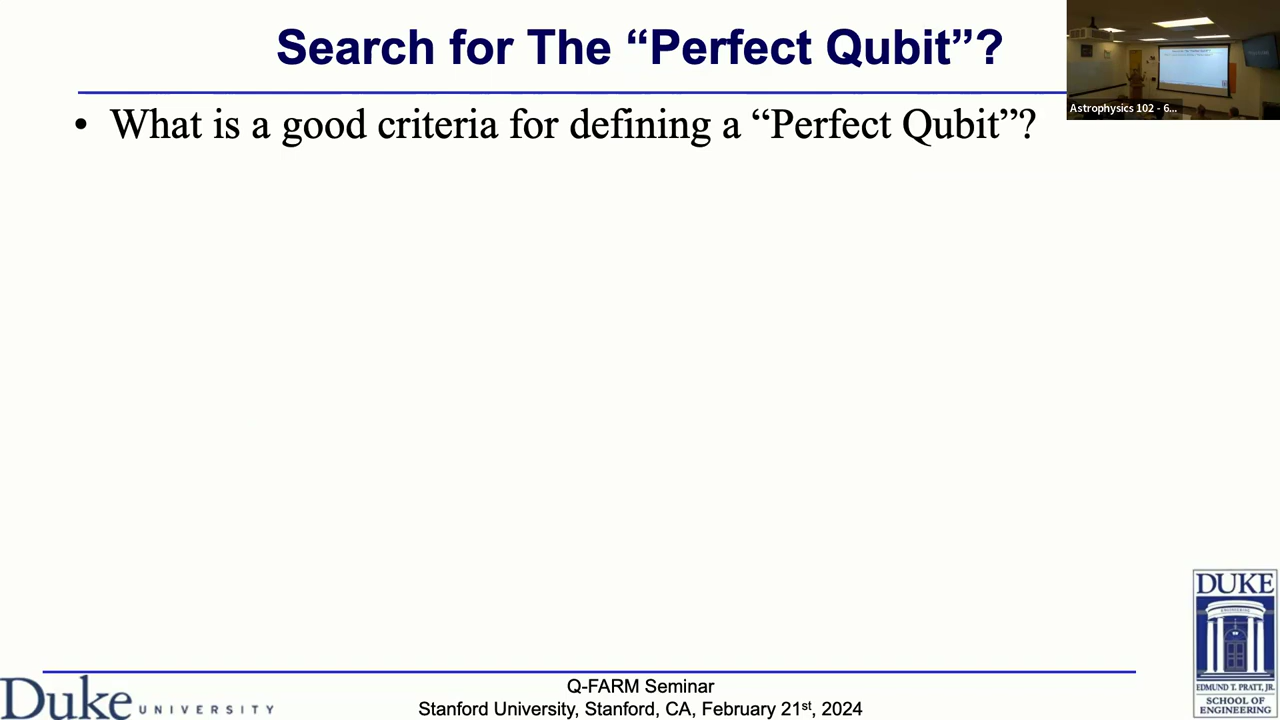 Search for The “Perfect Qubit”?
Astrophysics 102 - 6...
• What is a good criteria for defining a “Perfect Qubit”?
DUKE
ENGINEERING
EDMUND T. PRATT, JR.
SCHOOL OF
ENGINEERING
Duke UNIVERSITY
Q-FARM Seminar
Stanford University, Stanford, CA, February 21st, 2024